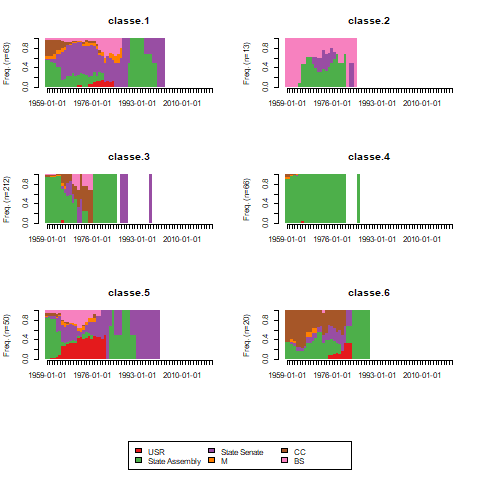 classe.1
classe.2
Freq. (n=63)
0.0 0.4 0.8
1959-01-01 1976-01-01 1993-01-01 2010-01-01
Freq. (n=13)
0.0 0.4 0.8
1959-01-01 1976-01-01 1993-01-01 2010-01-01
classe.3
classe.4
Freq. (n=212)
0.0 0.4 0.8
1959-01-01 1976-01-01 1993-01-01 2010-01-01
Freq. (n=66)
0.0 0.4 0.8
1959-01-01 1976-01-01 1993-01-01 2010-01-01
classe.5
classe.6
Freq. (n=50)
0.0 0.4 0.8
1959-01-01 1976-01-01 1993-01-01 2010-01-01
Freq. (n=20)
0.0 0.4 0.8
1959-01-01 1976-01-01 1993-01-01 2010-01-01
USR State Senate CC
State Assembly M BS